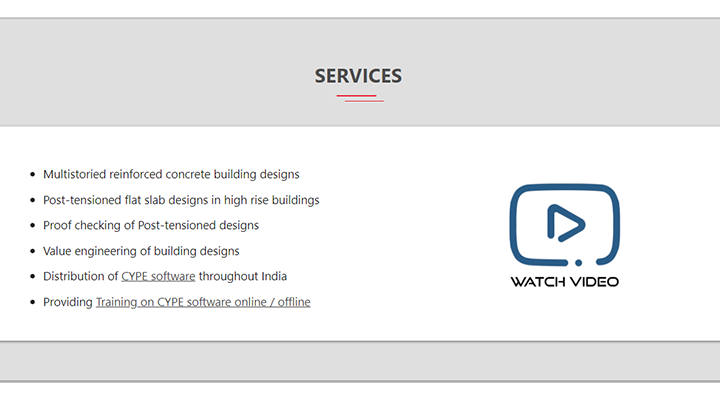 SERVICES
Multistoried reinforced concrete building designs
Post-tensioned flat slab designs in high rise buildings
Proof checking of Post-tensioned designs
Value engineering of building designs
Distribution of CYPE software throughout India
Providing Training on CYPE software online / offline
WATCH VIDEO